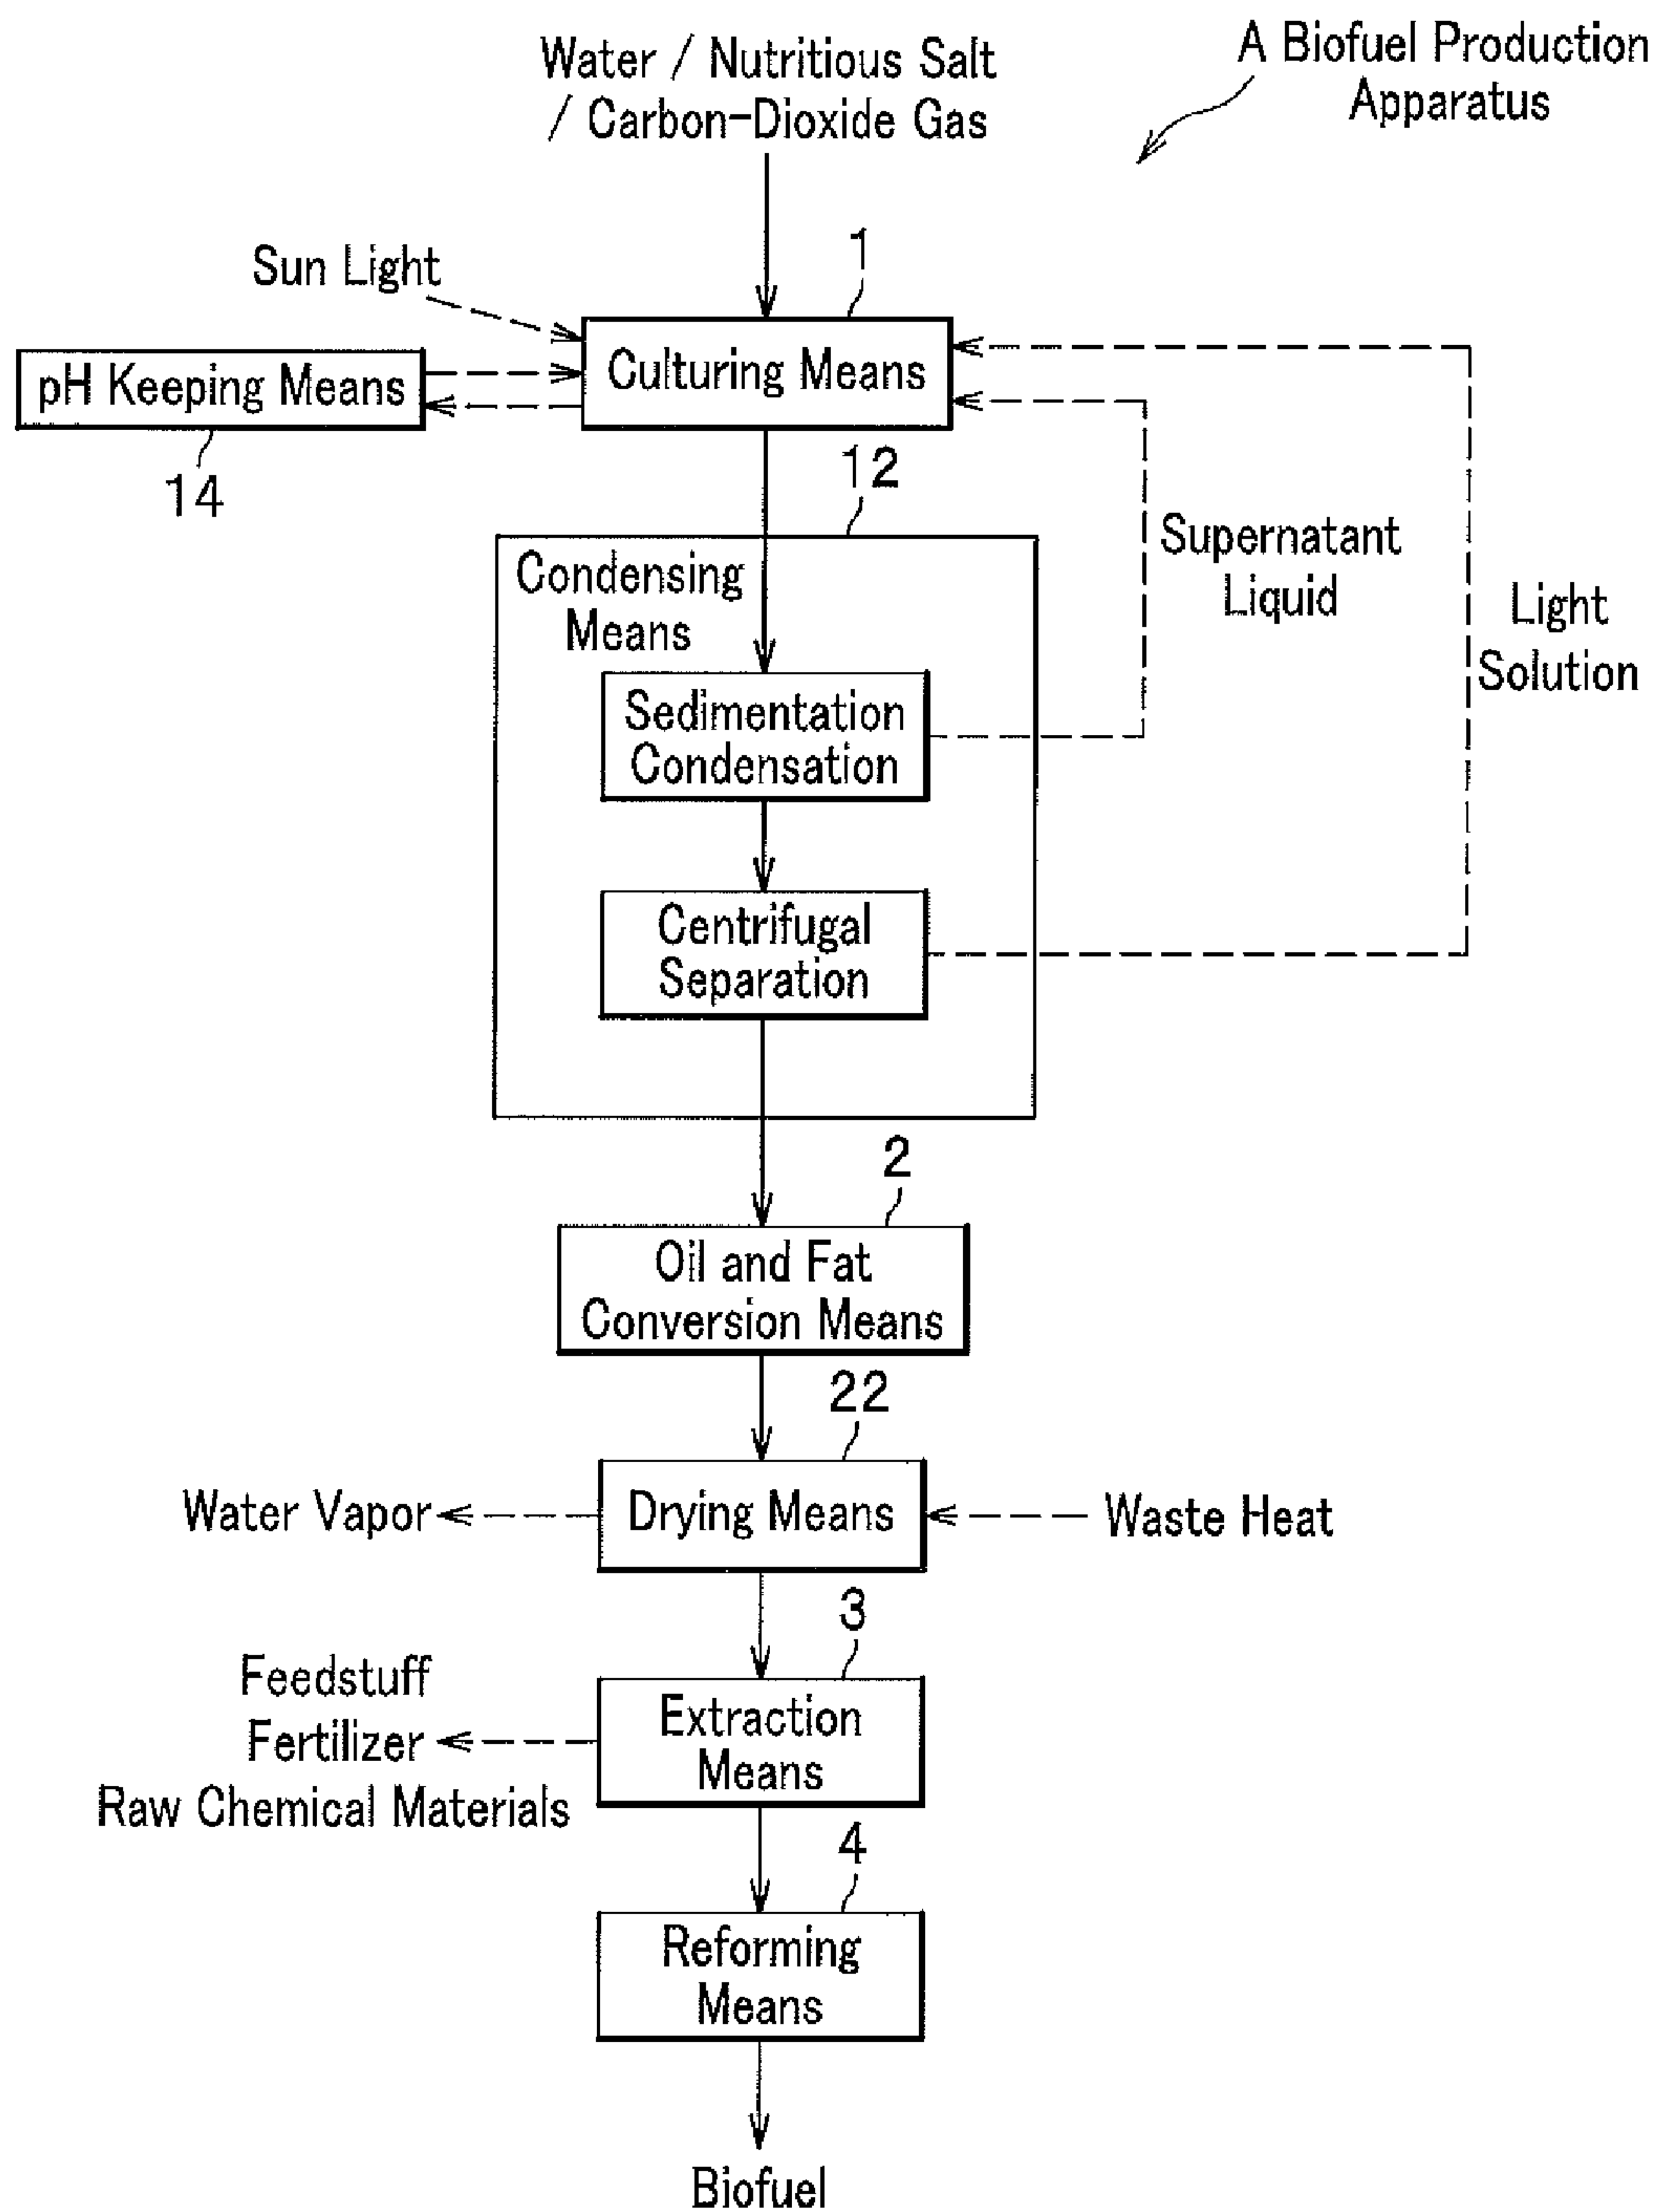 A Biofuel Production
Apparatus
Water / Nutritious Salt
/ Carbon-Dioxide Gas
1
Sun Light
Culturing Means
pH Keeping Means
14
12
Condensing
Means
Supernatant
Liquid
Light
Solution
Sedimentation
Condensation
Centrifugal
Separation
2
Oil and Fat
Conversion Means
22
Water Vapor
Drying Means
Waste Heat
3
Feedstuff
Fertilizer
Raw Chemical Materials
Extraction
Means
4
Reforming
Means
Biofuel